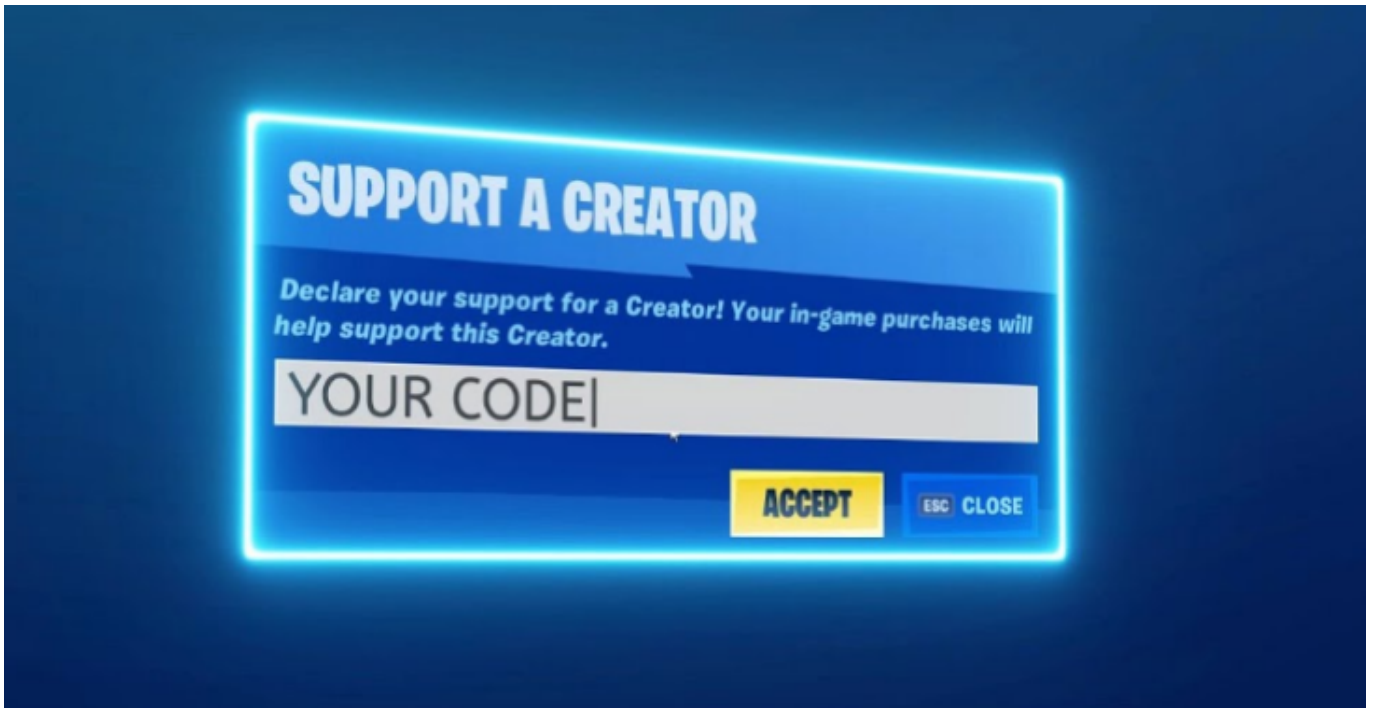 SUPPORT A CREATOR
Declare your support for a Creator! Your in-game purchases will
help support this Creator.
YOUR CODE|
ACCEPT
ESC CLOSE